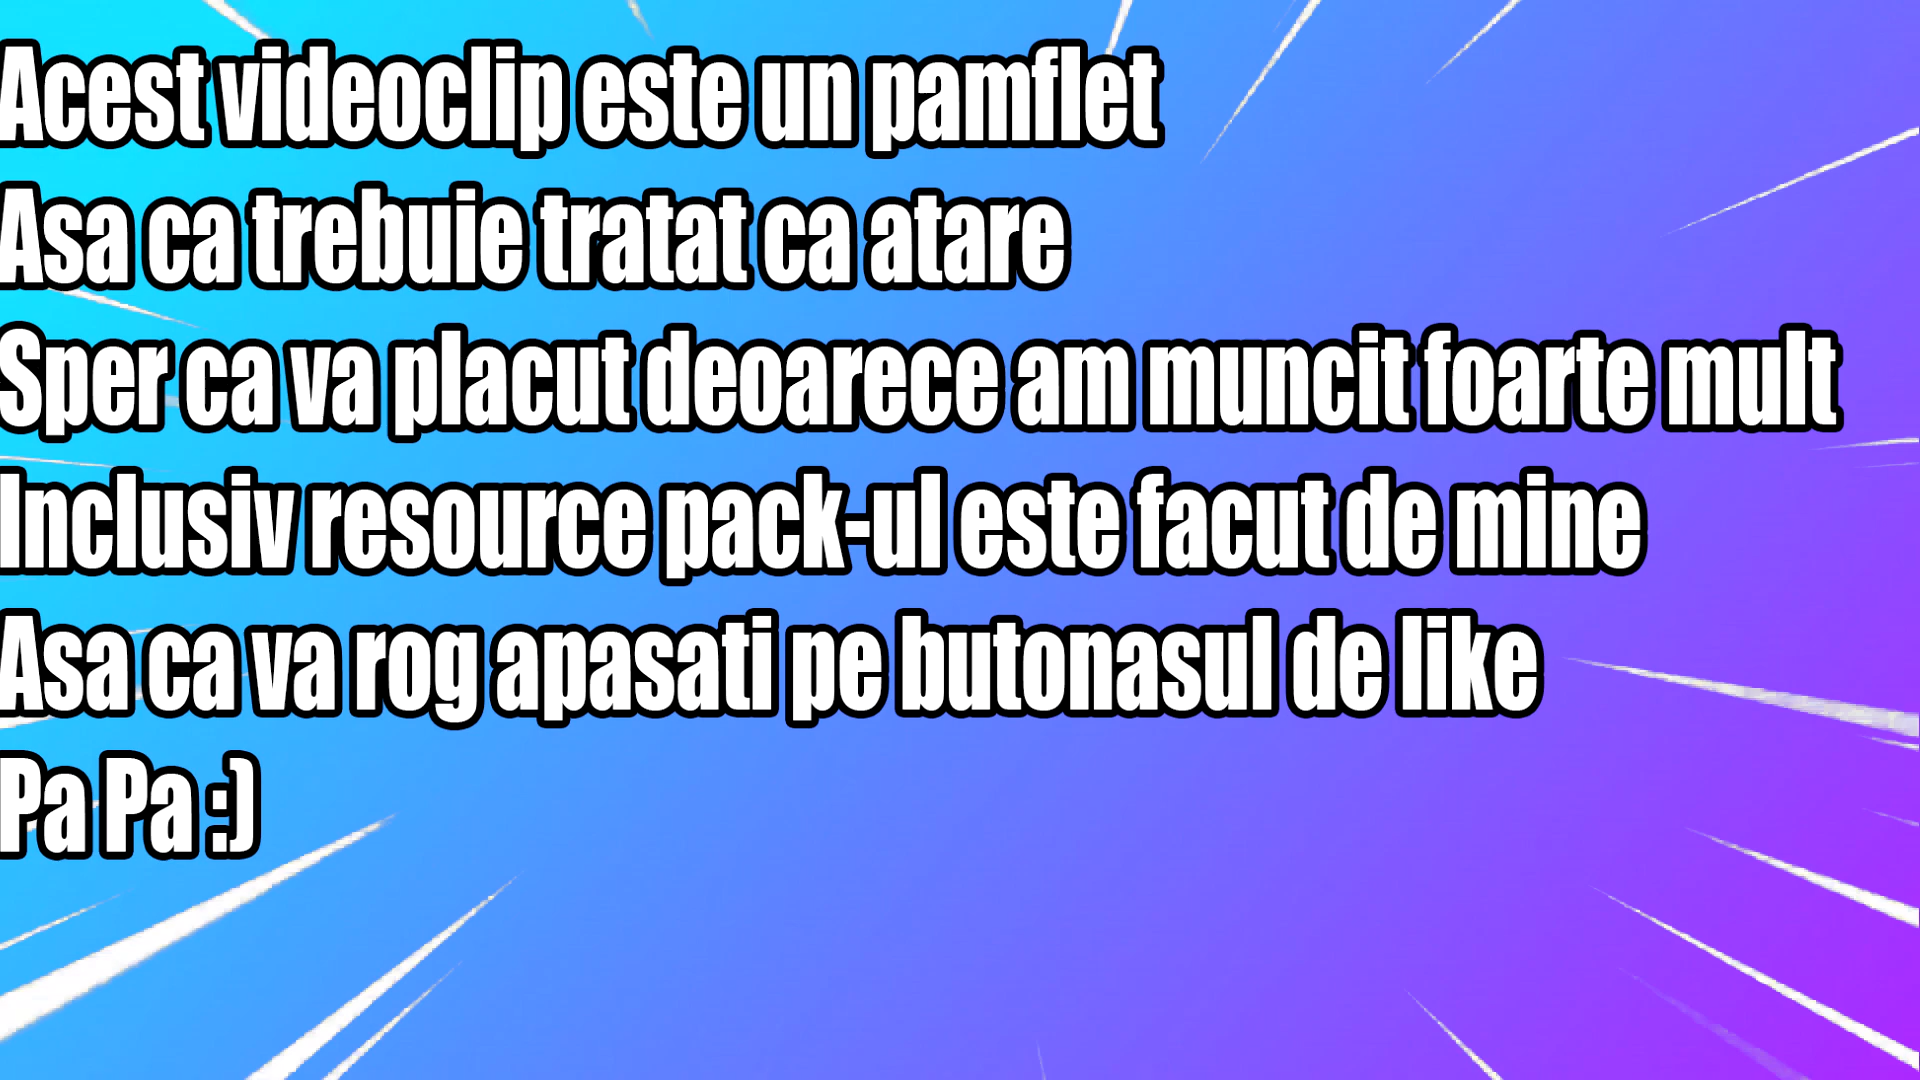 Acest videoclip este un pamflet
Asa ca trebuie tratat ca atare
Sper ca va placut deoarece am muncit foarte mult
Inclusiv resource pack-ul este facut de mine
Asa ca va rog apasati pe butonasul de like
Pa Pa :)